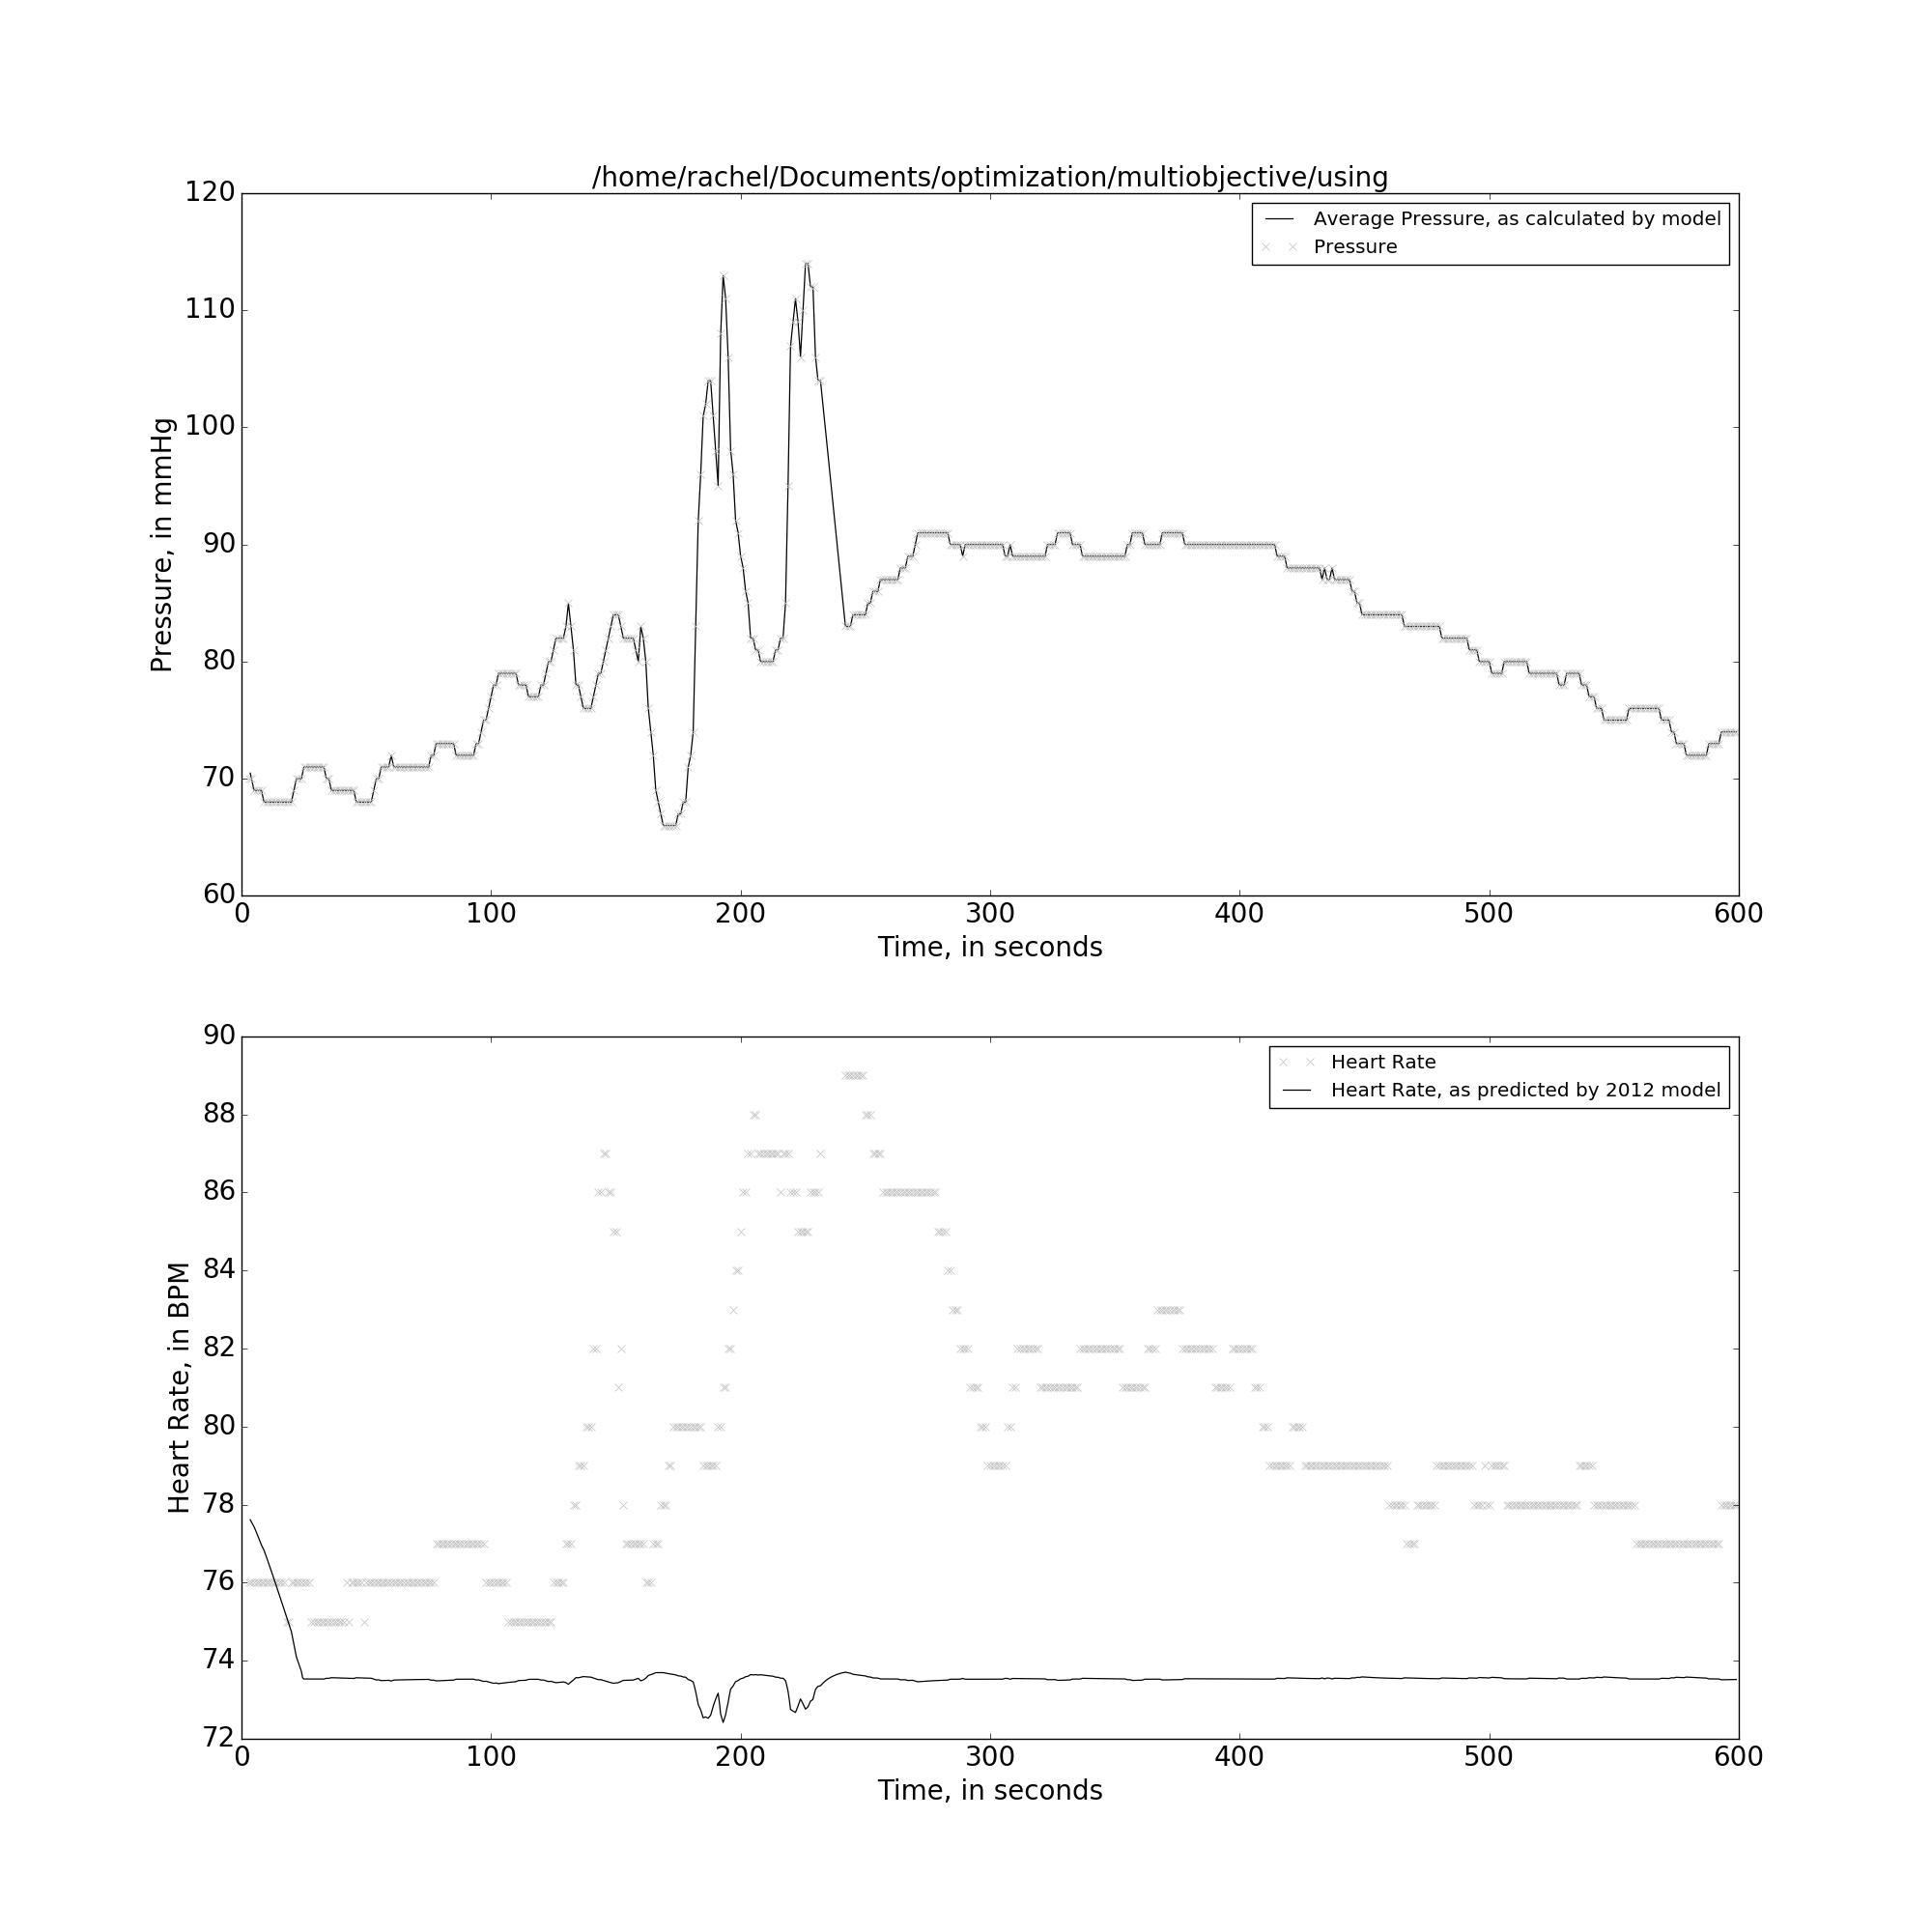 /home/rachel/Documents/optimization/multiobjective/using
120
110
100
90
80
70
60
Pressure, in mmHg
Average Pressure, as calculated by model
Pressure
0 100 200 300 400 500 600
Time, in seconds
90
88
86
84
82
80
78
76
74
72
Heart Rate, in BPM
Heart Rate
Heart Rate, as predicted by 2012 model
0 100 200 300 400 500 600
Time, in seconds